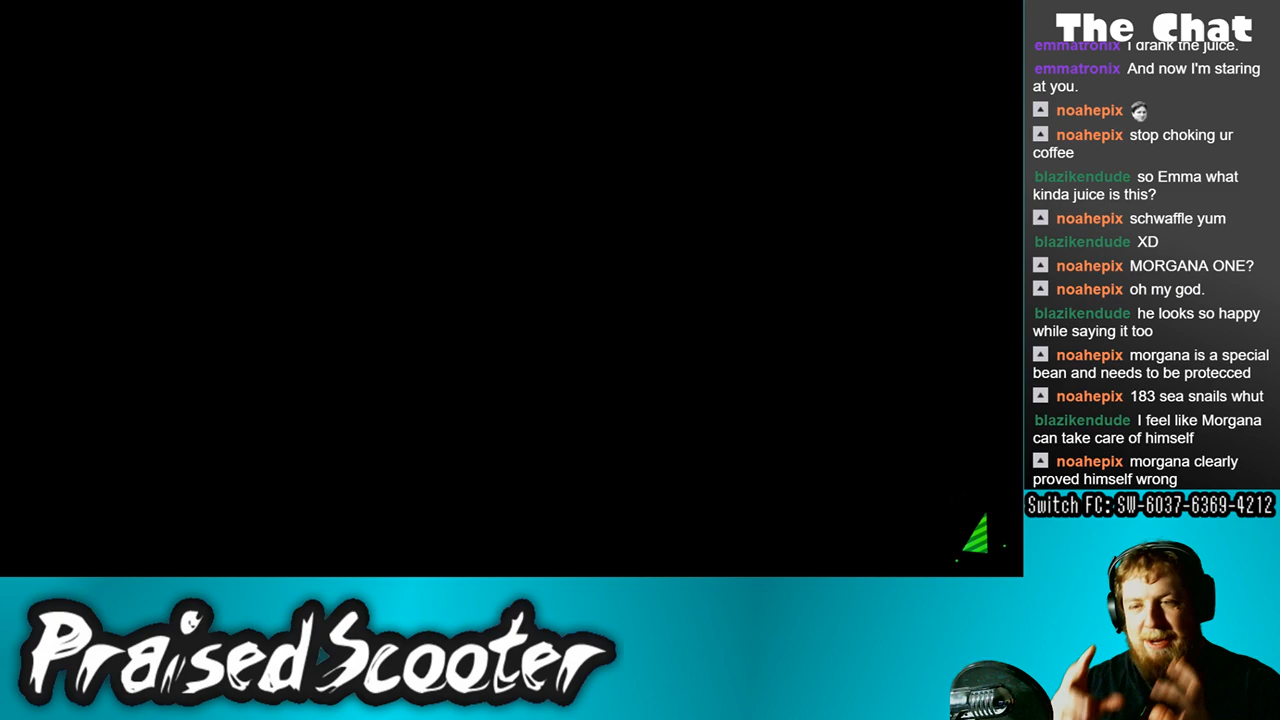 The Chat
emmatronix I drank the juice.
emmatronix And now I'm staring
at you.
noahepix
noahepix stop choking ur
coffee
blazikendude so Emma what
kinda juice is this?
noahepix schwaffle yum
blazikendude XD
noahepix MORGANA ONE?
noahepix oh my god.
blazikendude he looks so happy
while saying it too
noahepix morgana is a special
bean and needs to be protecced
noahepix 183 sea snails whut
blazikendude I feel like Morgana
can take care of himself
noahepix morgana clearly
proved himself wrong
Switch FC: SW-6037-6369-4212
PraisedScooter